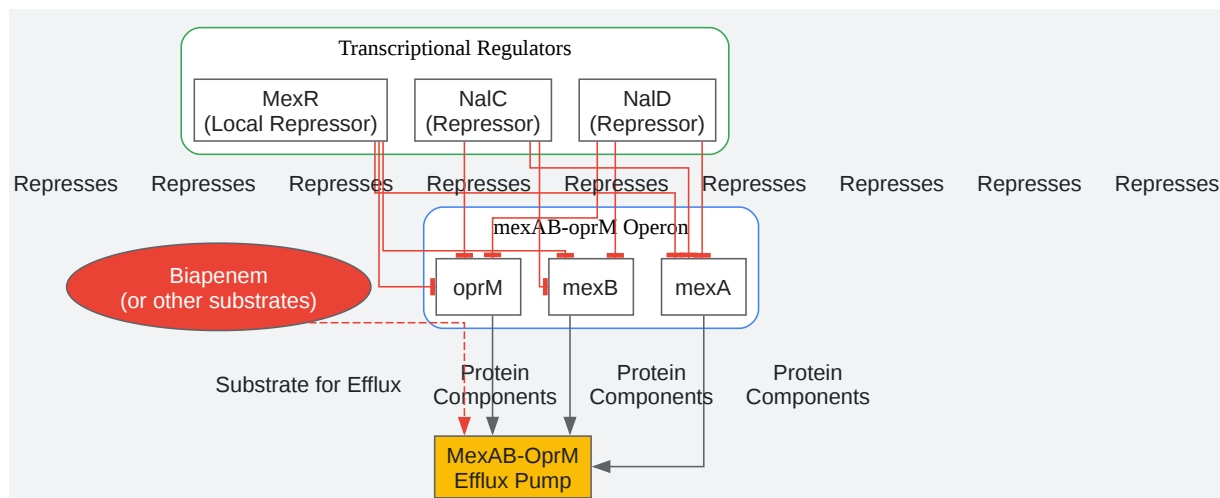 Transcriptional Regulators
MexR
(Local Repressor)
NalC
(Repressor)
NalD
(Repressor)
Represses
Represses
Represses
Represses
Represses
Represses
Represses
Represses
Represses
mexAB-oprM Operon
Biapenem
(or other substrates)
oprM
mexB
mexA
Substrate for Efflux
Protein
Components
Protein
Components
Protein
Components
MexAB-OprM
Efflux Pump